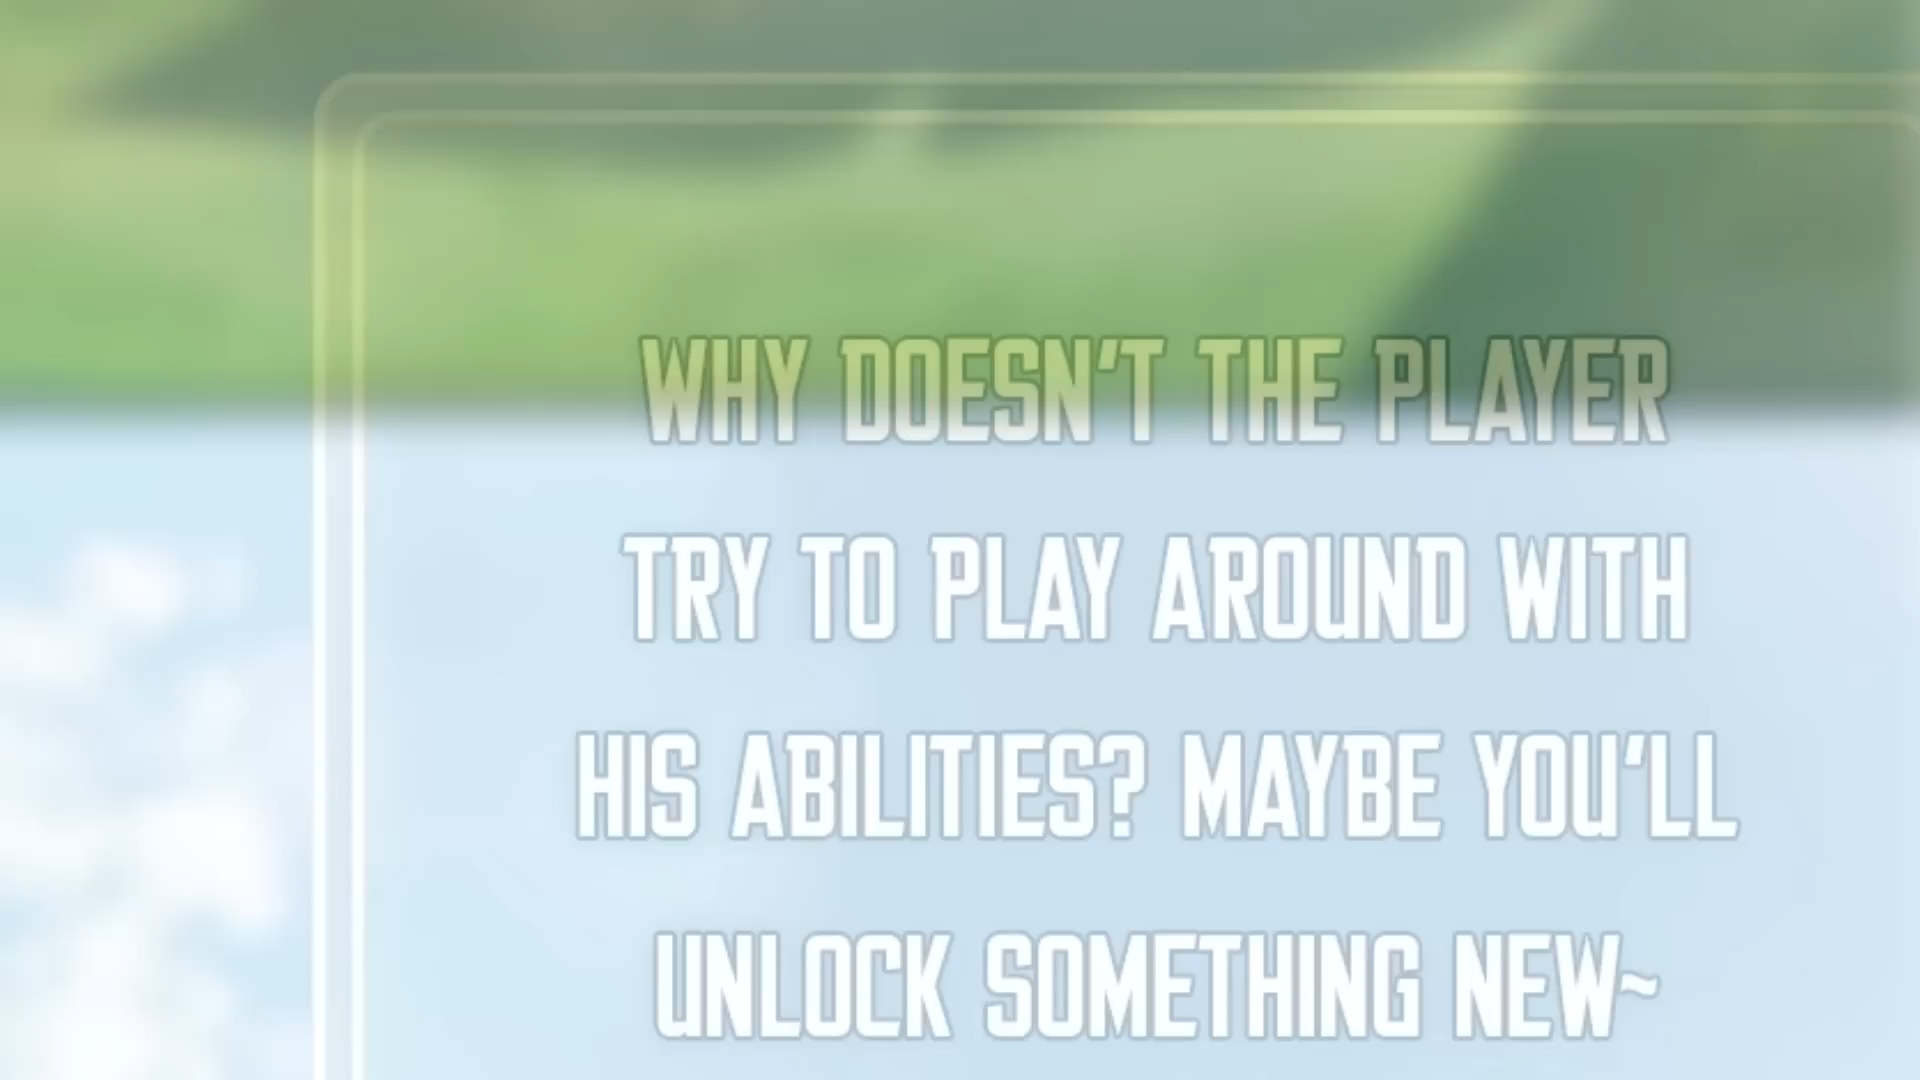 WHY DOESN'T THE PLAYER
TRY TO PLAY AROUND WITH
HIS ABILITIES? MAYBE YOU'LL
UNLOCK SOMETHING NEW~